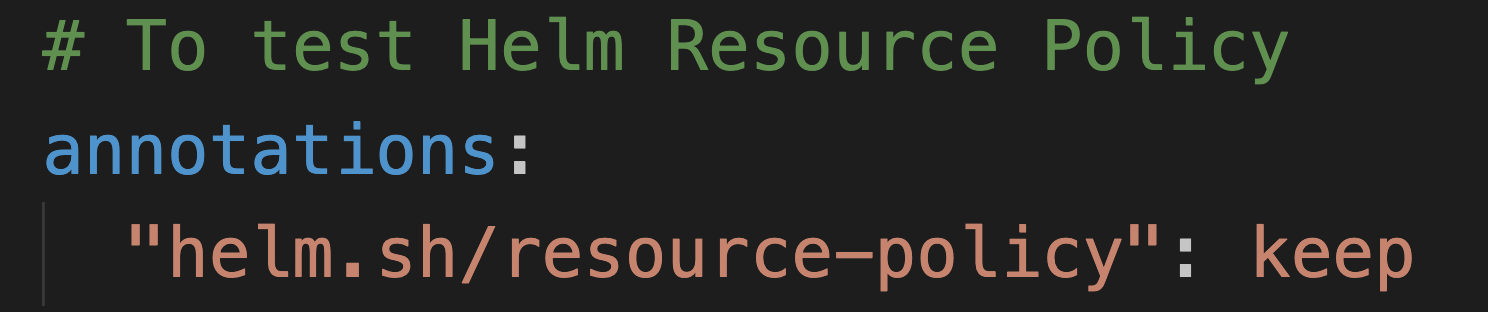 # To test Helm Resource Policy
annotations:
  "helm.sh/resource-policy": keep